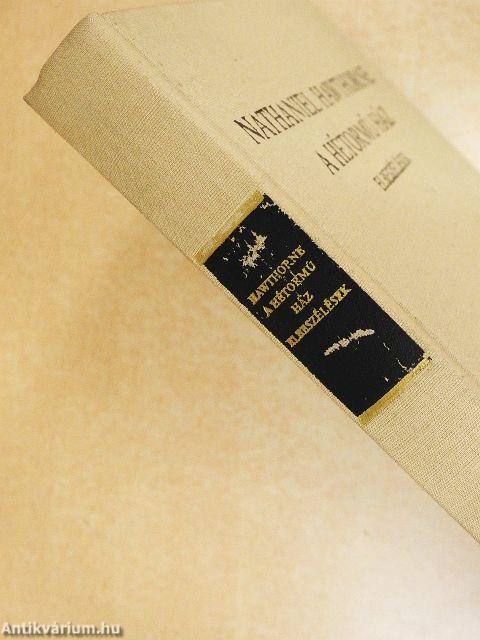 NATHANIEL HAWTHORNE
A HÉTORMÚ HÁZ
ELBESZÉLÉSEK
HAWTHORNE
A HÉTORMÚ
HÁZ
ELBESZÉLÉSEK
Antikvárium.hu